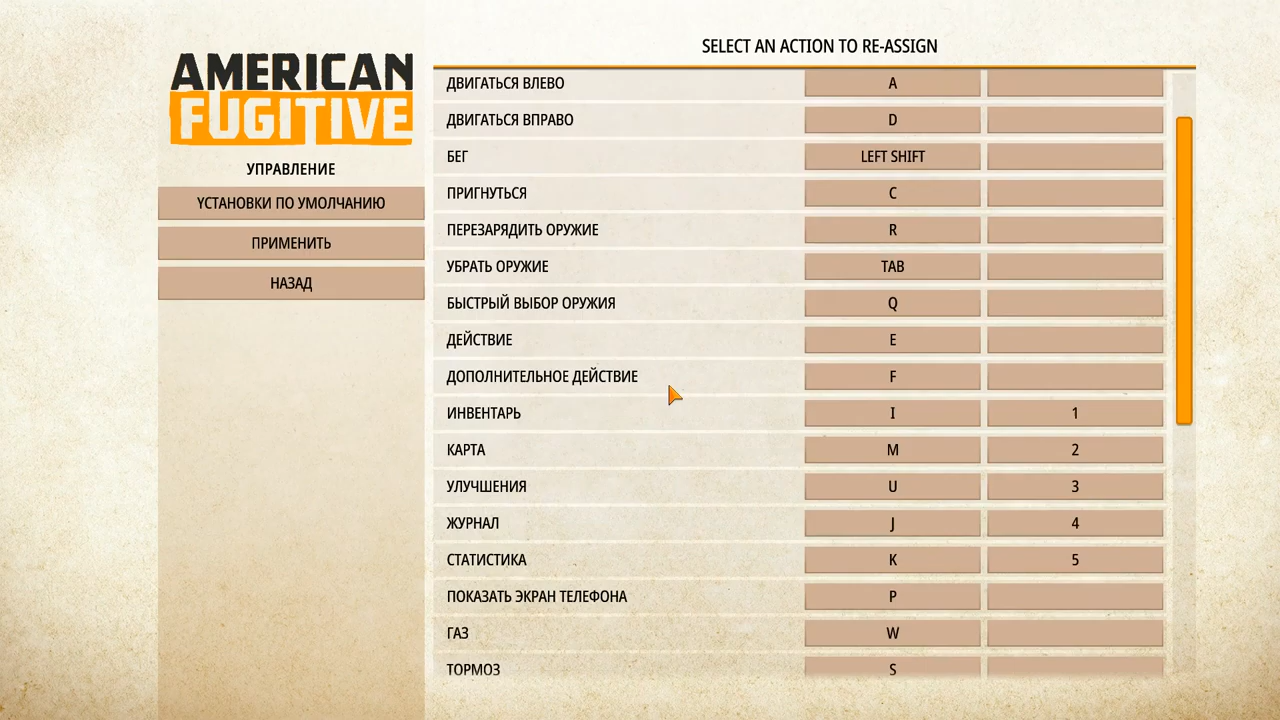 AMERICAN
FUGITIVE
УПРАВЛЕНИЕ
УСТАНОВКИ ПО УМОЛЧАНИЮ
ПРИМЕНИТЬ
НАЗАД
SELECT AN ACTION TO RE-ASSIGN
ДВИГАТЬСЯ ВЛЕВО A
ДВИГАТЬСЯ ВПРАВО D
БЕГ LEFT SHIFT
ПРИГНУТЬСЯ C
ПЕРЕЗАРЯДИТЬ ОРУЖИЕ R
УБРАТЬ ОРУЖИЕ TAB
БЫСТРЫЙ ВЫБОР ОРУЖИЯ Q
ДЕЙСТВИЕ E
ДОПОЛНИТЕЛЬНОЕ ДЕЙСТВИЕ F
ИНВЕНТАРЬ I 1
КАРТА M 2
УЛУЧШЕНИЯ U 3
ЖУРНАЛ J 4
СТАТИСТИКА K 5
ПОКАЗАТЬ ЭКРАН ТЕЛЕФОНА P
ГАЗ W
ТОРМОЗ S